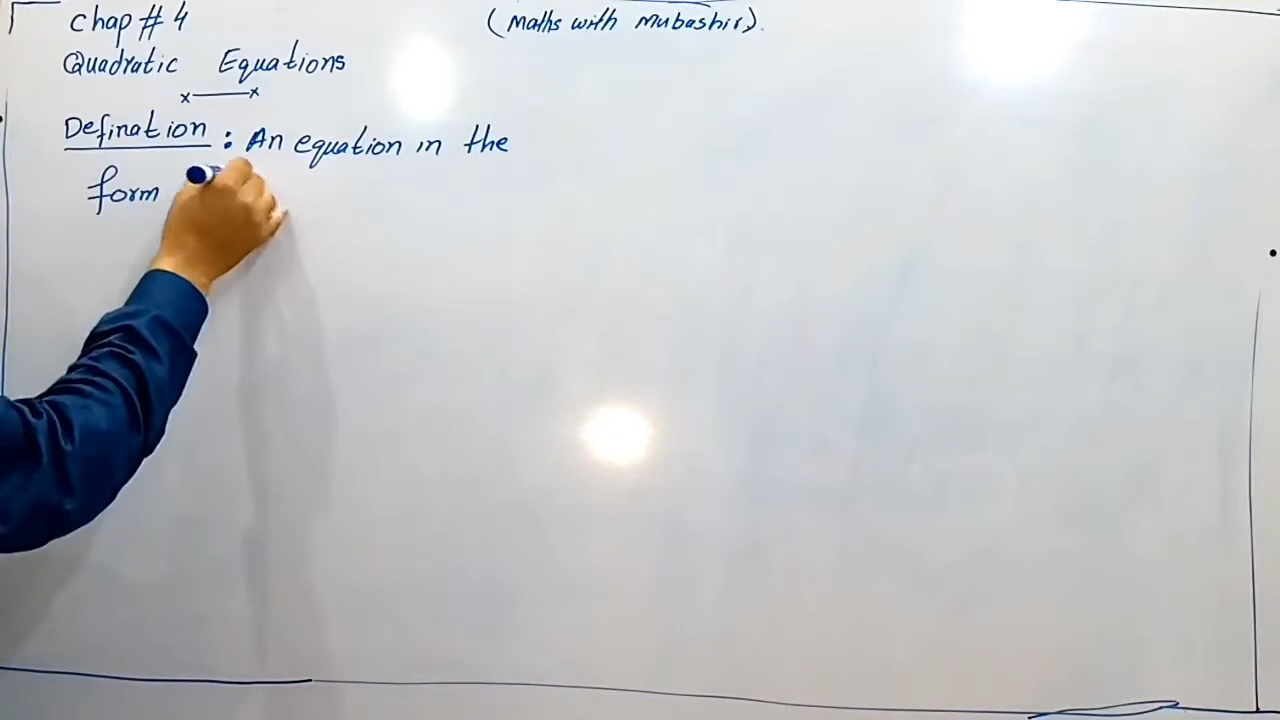 Chap # 4
(Maths with Mubashir).
Quadratic Equations
Defination : An equation in the
form